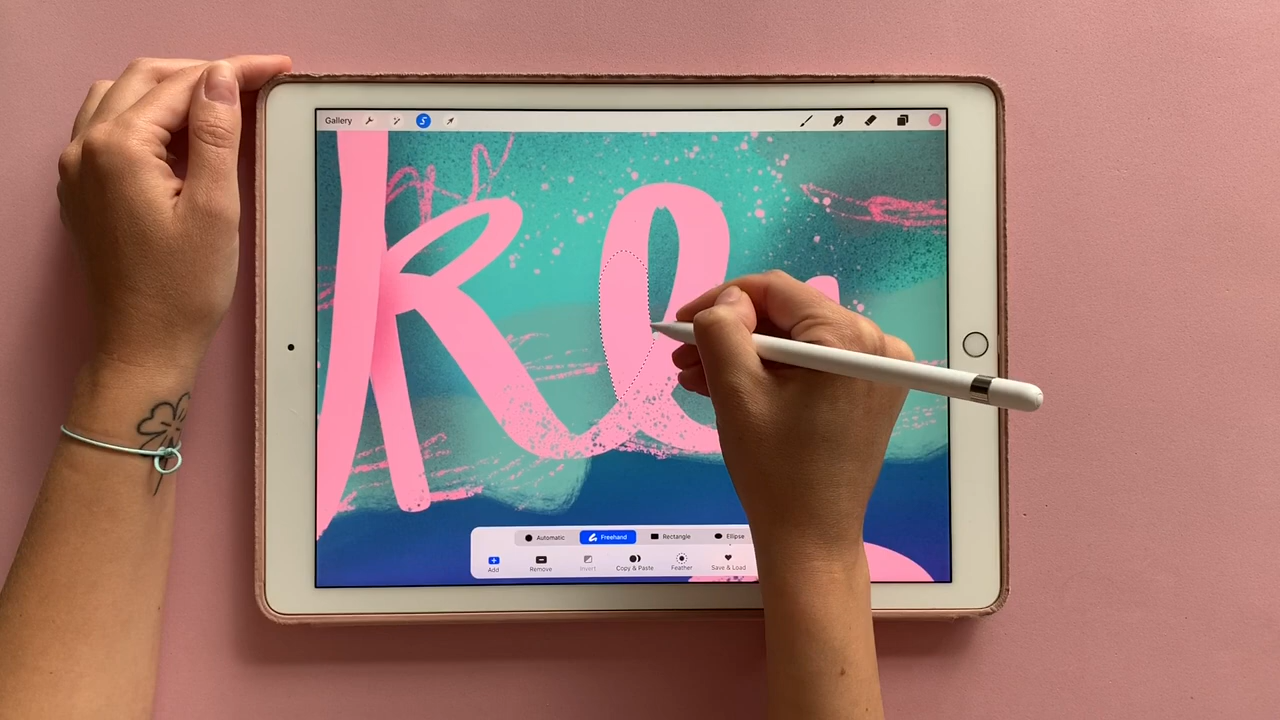 Gallery
Ke
Automatic Freehand Rectangle Ellipse
Add Remove Invert Copy & Paste Feather Save & Load